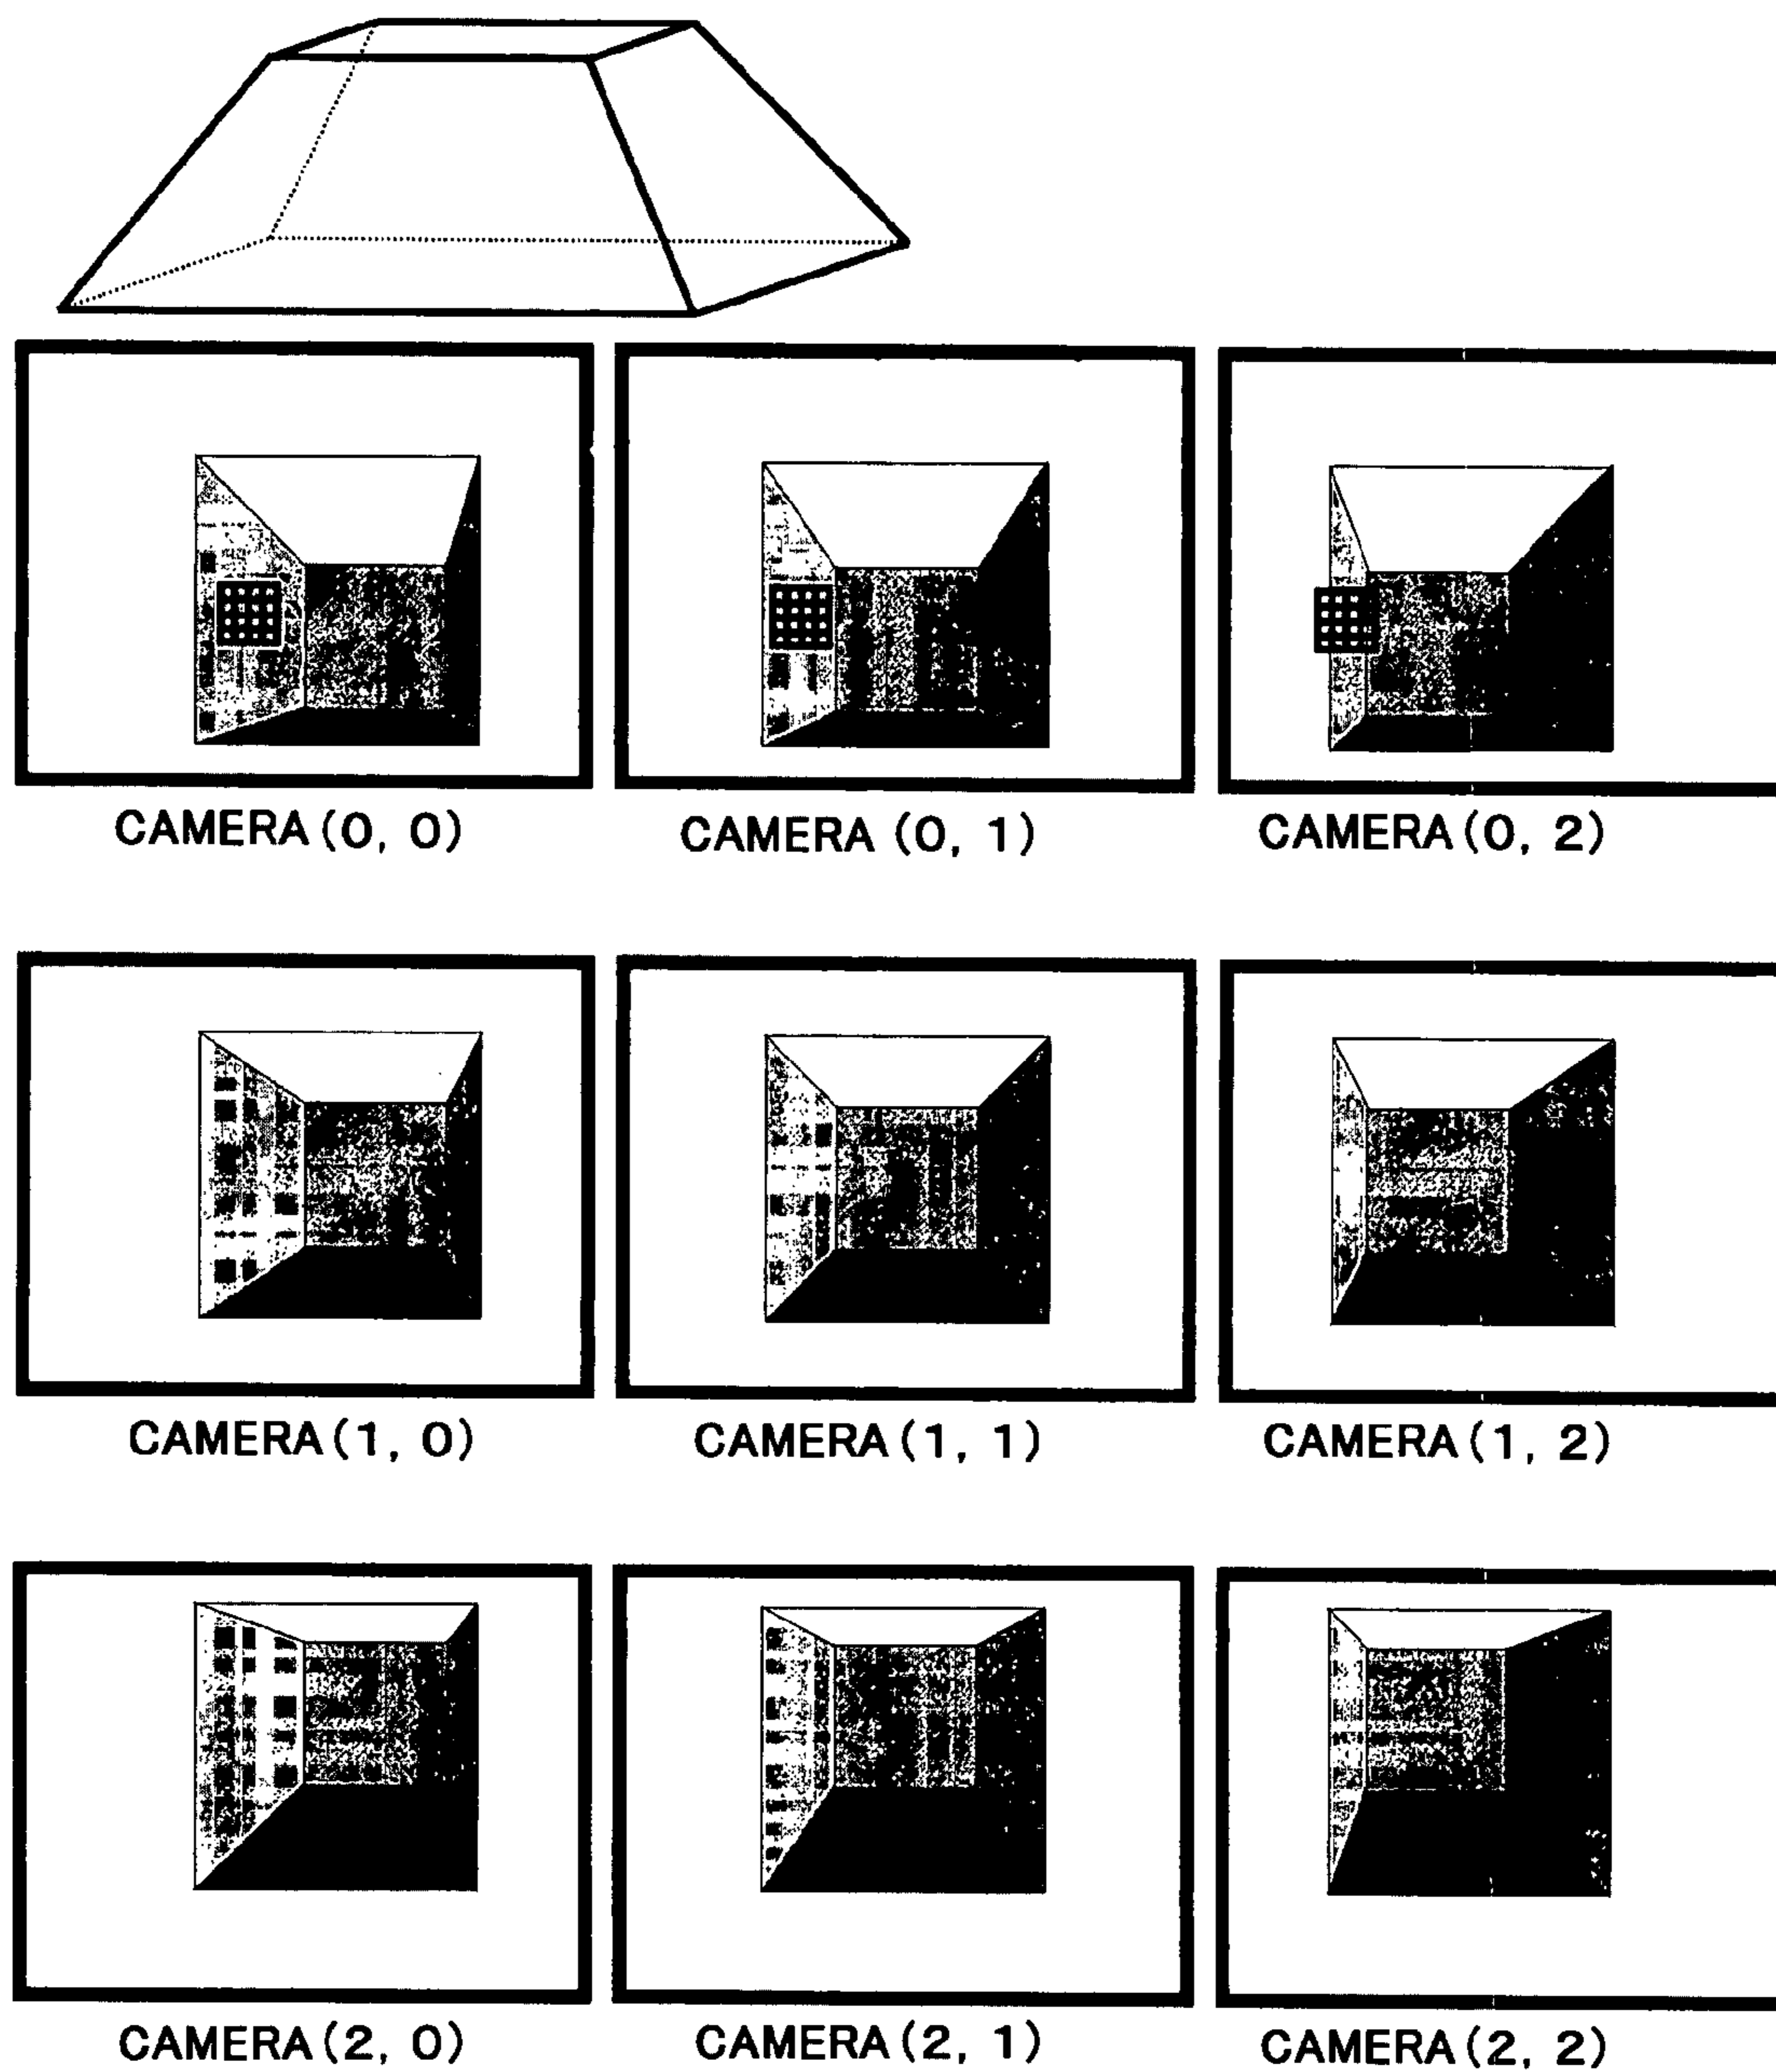 CAMERA(0, 0)
CAMERA (0, 1)
CAMERA(0, 2)
CAMERA(1, 0)
CAMERA(1, 1)
CAMERA(1, 2)
CAMERA(2, 0)
CAMERA(2, 1)
CAMERA(2, 2)